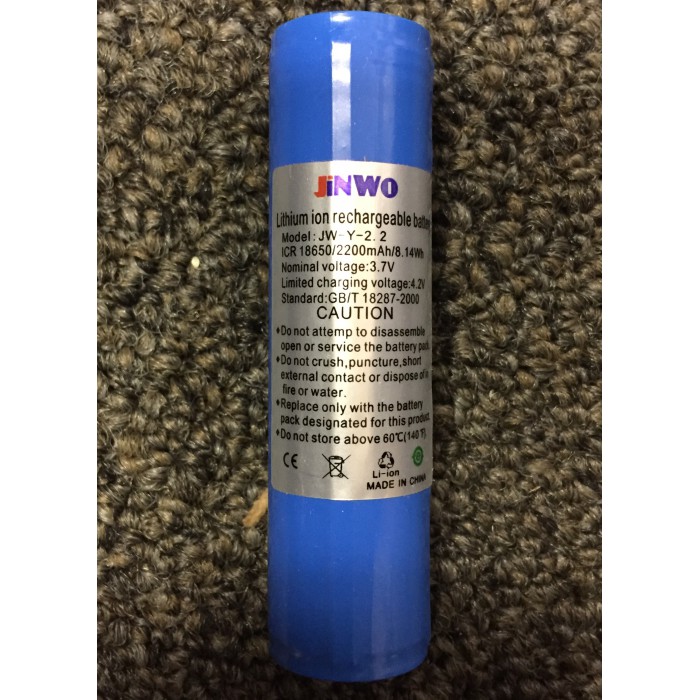 JiNWO
Lithium ion rechargeable battery
Model: JW-Y-2.2
ICR 18650/2200mAh/8.14Wh
Nominal voltage:3.7V
Limited charging voltage:4.2V
Standard:GB/T 18287-2000
CAUTION
•Do not attemp to disassemble
open or service the battery pack
•Do not crush,puncture,short
external contact or dispose of in
fire or water.
•Replace only with the battery
pack designated for this product.
•Do not store above 60℃(140℉).
CE
Li-ion
MADE IN CHINA